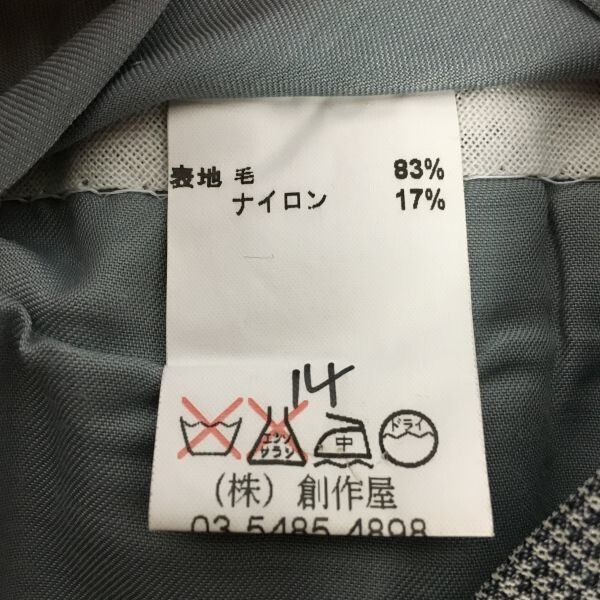 表地 毛 83%
ナイロン 17%
14
エンソ サラシ 中 ドライ
(株) 創作屋
03 5485 4898